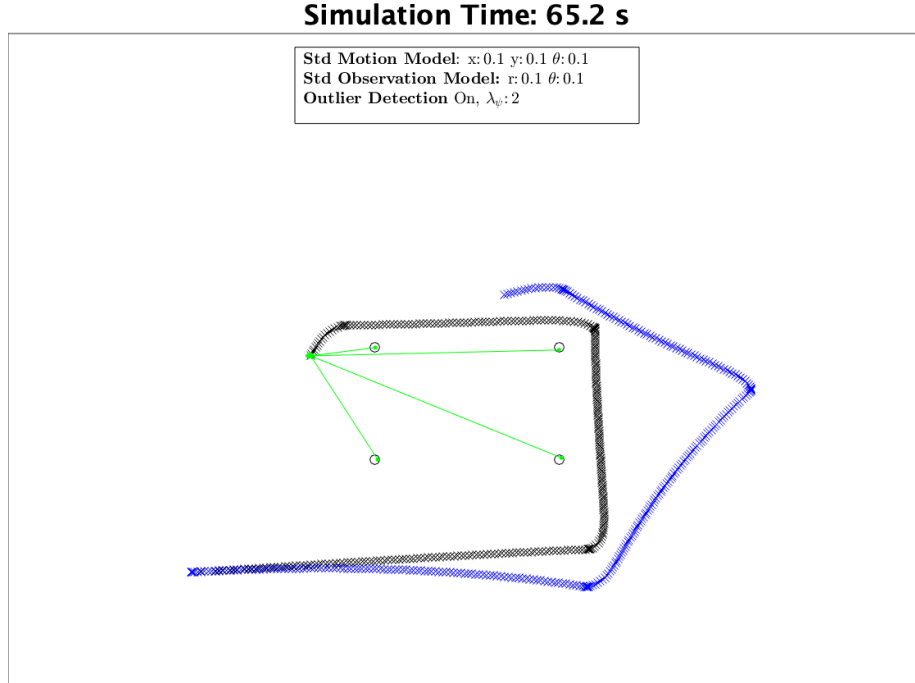 Simulation Time: 65.2 s
Std Motion Model: x: 0.1 y: 0.1 θ: 0.1
Std Observation Model: r: 0.1 θ: 0.1
Outlier Detection On, λψ: 2